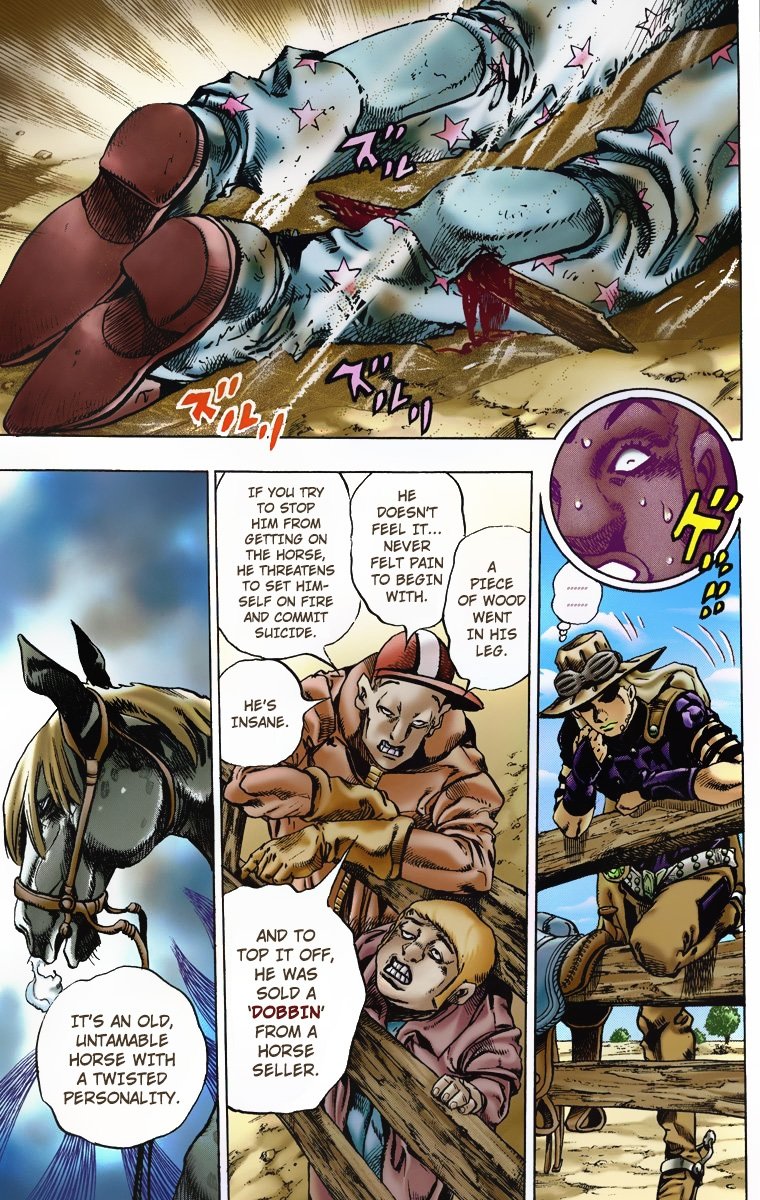 ズルリ
ズルリ
ズルリ
ゲッ!!
............
A
PIECE
OF WOOD
WENT
IN HIS
LEG.
HE
DOESN'T
FEEL IT...
NEVER
FELT PAIN
TO BEGIN
WITH.
IF YOU TRY
TO STOP
HIM FROM
GETTING ON
THE HORSE,
HE THREATENS
TO SET HIM-
SELF ON FIRE
AND COMMIT
SUICIDE.
HE'S
INSANE.
AND TO
TOP IT OFF,
HE WAS
SOLD A
'DOBBIN'
FROM A
HORSE
SELLER.
IT'S AN OLD,
UNTAMABLE
HORSE WITH
A TWISTED
PERSONALITY.